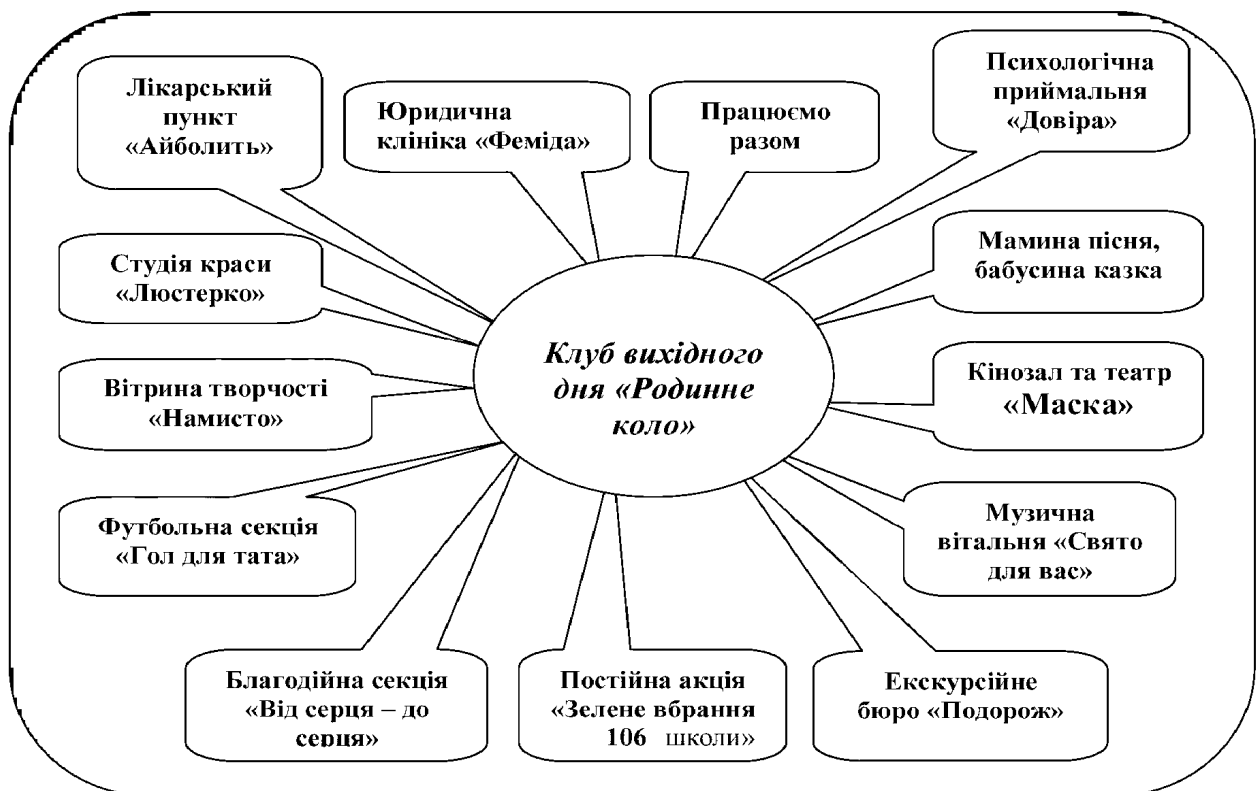 Лікарський
пункт
«Айболить»
Юридична
клініка «Феміда»
Працюємо
разом
Психологічна
приймальня
«Довіра»
Студія краси
«Люстерко»
Мамина пісня,
бабусина казка
Клуб вихідного
дня «Родинне
коло»
Вітрина творчості
«Намисто»
Кінозал та театр
«Маска»
Футбольна секція
«Гол для тата»
Музична
вітальня «Свято
для вас»
Благодійна секція
«Від серця – до
серця»
Постійна акція
«Зелене вбрання
106 школи»
Екскурсійне
бюро «Подорож»